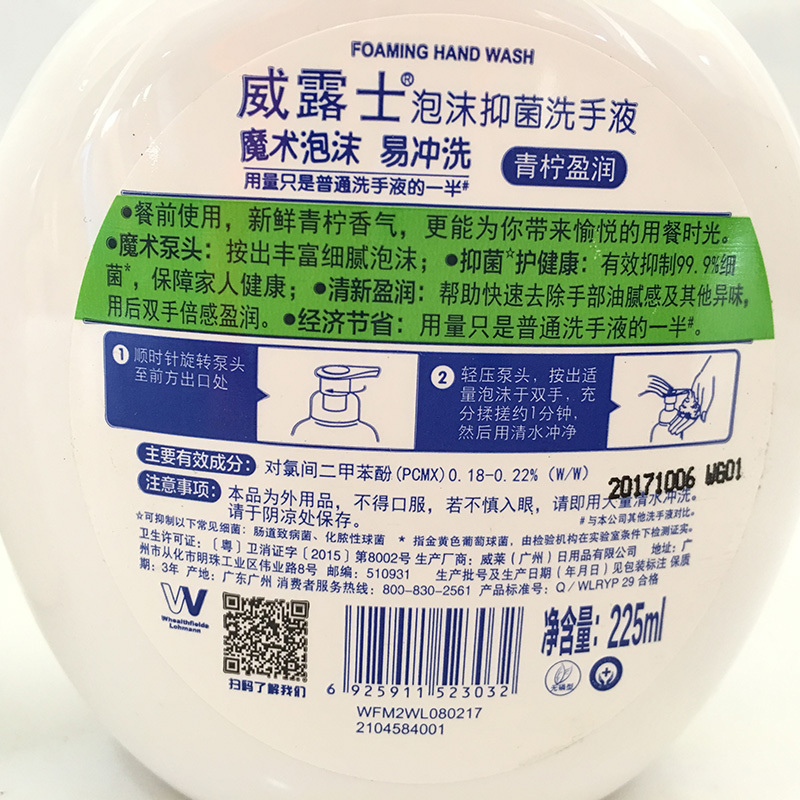 FOAMING HAND WASH
威露士®泡沫抑菌洗手液
魔术泡沫 易冲洗
青柠盈润
用量只是普通洗手液的一半#
●餐前使用,新鲜青柠香气,更能为你带来愉悦的用餐时光。
●魔术泵头:按出丰富细腻泡沫;●抑菌☆护健康:有效抑制99.9%细
菌*,保障家人健康;●清新盈润:帮助快速去除手部油腻感及其他异味,
用后双手倍感盈润。●经济节省:用量只是普通洗手液的一半#。
1 顺时针旋转泵头
至前方出口处
2 轻压泵头,按出适
量泡沫于双手,充
分揉搓约1分钟,
然后用清水冲净
主要有效成分: 对氯间二甲苯酚(PCMX)0.18-0.22% (W/W)
20171006 WG01
注意事项: 本品为外用品,不得口服,若不慎入眼,请即用大量清水冲洗。
请于阴凉处保存。
#与本公司其他洗手液对比。
☆可抑制以下常见细菌:肠道致病菌、化脓性球菌 *指金黄色葡萄球菌,由检验机构在实验室条件下检测证实。
卫生许可证:〔粤〕卫消证字〔2015〕第8002号 生产厂商:威莱(广州)日用品有限公司 地址:广
州市从化市明珠工业区伟业路8号 邮编:510931 生产批号及生产日期(年月日)见包装标注 保质
期:3年 产地:广东广州 消费者服务热线:800-830-2561 产品标准号:Q/WLRYP 29 合格
Whealthfields
Lohmann
扫码了解我们
6 925911 523032
WFM2WL080217
2104584001
净含量:225ml
无磷型